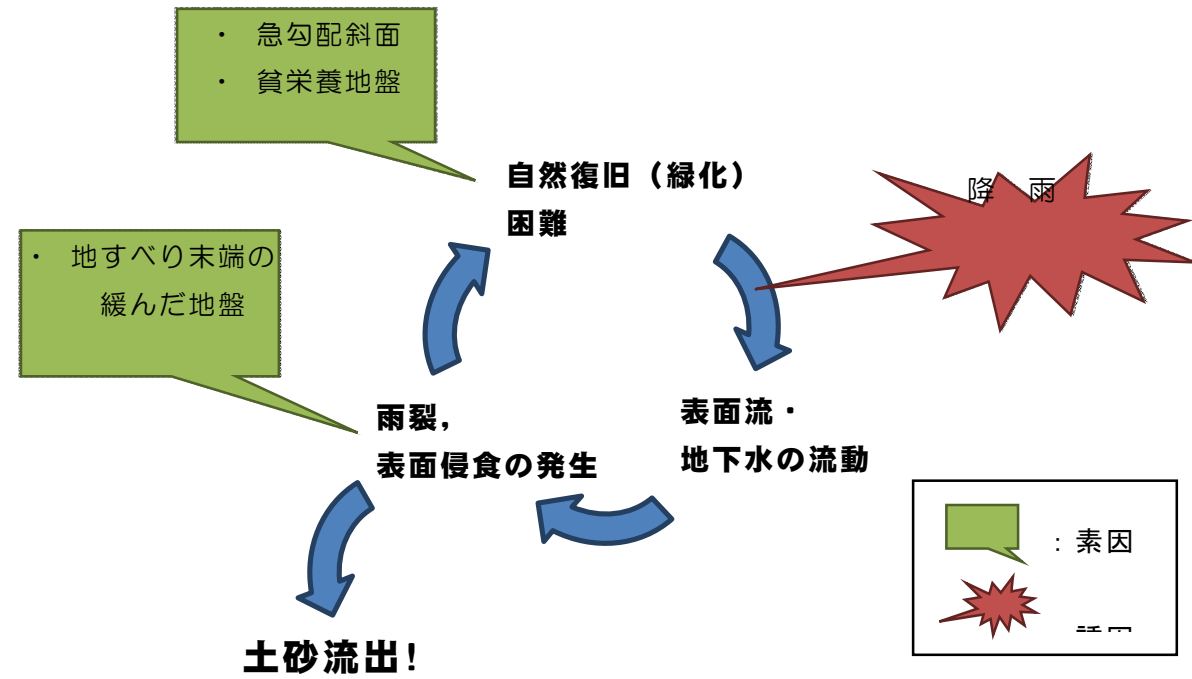 ・ 急勾配斜面
・ 貧栄養地盤
自然復旧（緑化）
困難
降 雨
・ 地すべり末端の
緩んだ地盤
雨裂，
表面侵食の発生
表面流・
地下水の流動
：素因
土砂流出！